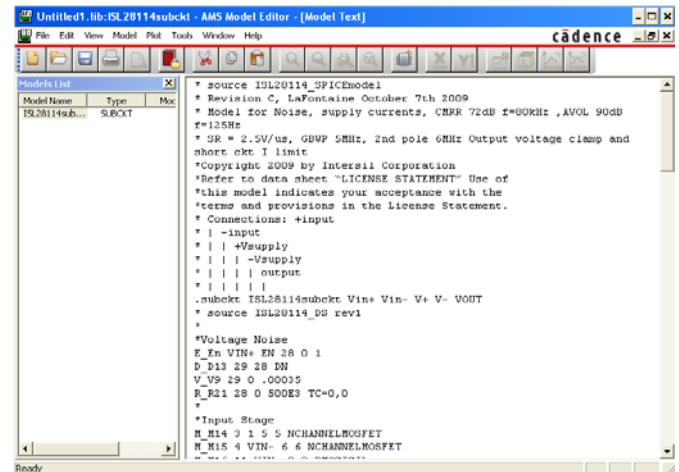 Untitled1.lib:ISL28114subckt - AMS Model Editor - [Model Text]
File Edit View Model Plot Tools Window Help
cādence
Models List
Model Name Type Moc
ISL28114sub... SUBCKT
* source ISL28114_SPICEmodel
* Revision C, LaFontaine October 7th 2009
* Model for Noise, supply currents, CMRR 72dB f=80kHz ,AVOL 90dB
f=125Hz
* SR = 2.5V/us, GBWP 5MHz, 2nd pole 6MHz Output voltage clamp and
short ckt I limit
*Copyright 2009 by Intersil Corporation
*Refer to data sheet "LICENSE STATEMENT" Use of
*this model indicates your acceptance with the
*terms and provisions in the License Statement.
* Connections: +input
* | -input
* | | +Vsupply
* | | | -Vsupply
* | | | | output
* | | | | |
.subckt ISL28114subckt Vin+ Vin- V+ V- VOUT
* source ISL28114_DS rev1
*
*Voltage Noise
E_En VIN+ EN 28 0 1
D_D13 29 28 DN
V_V9 29 0 .00035
R_R21 28 0 500E3 TC=0,0
*
*Input Stage
M_M14 3 1 5 5 NCHANNELMOSFET
M_M15 4 VIN- 6 6 NCHANNELMOSFET
Ready